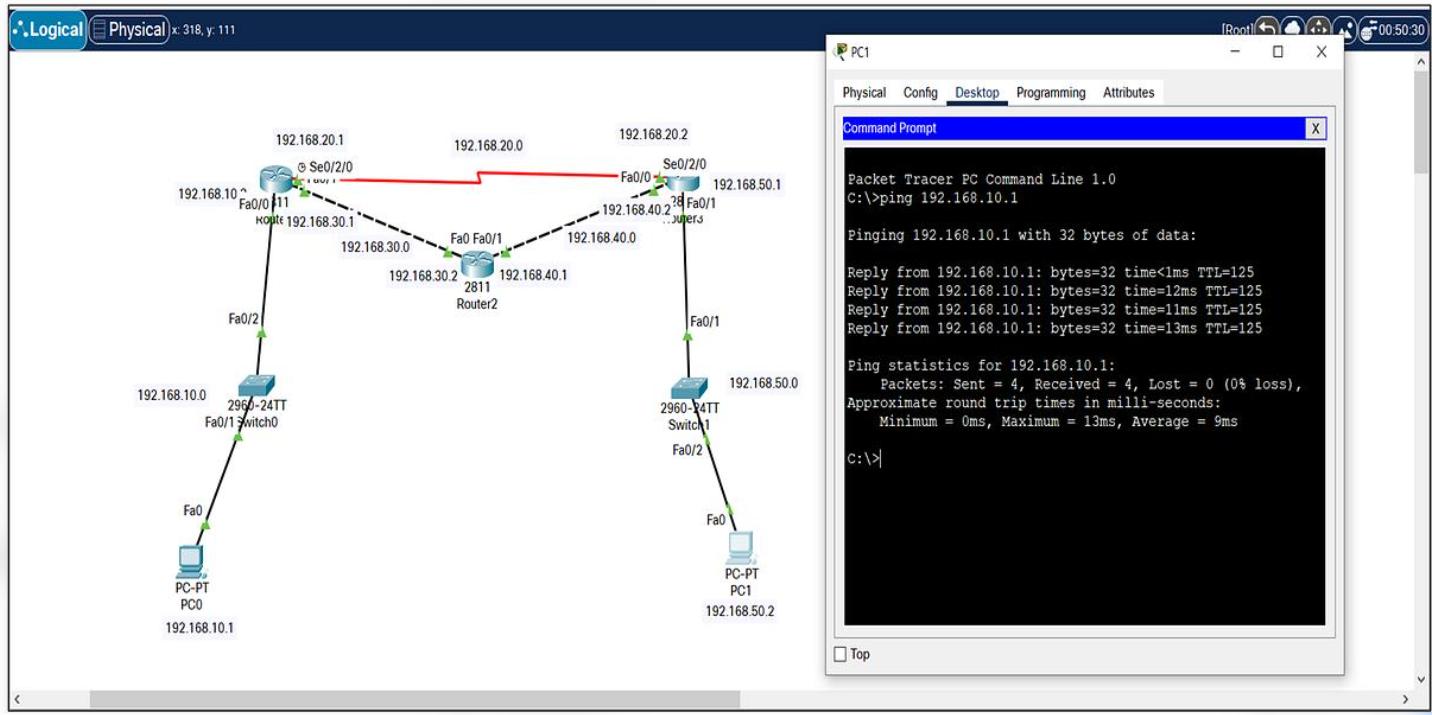 Logical Physical x: 318, y: 111
[Root] 00:50:30
192.168.20.1
192.168.20.0
192.168.20.2
Se0/2/0
Se0/2/0
Fa0/0
192.168.50.1
192.168.10
Fa0/0
192.168.30.1
192.168.40.2
Fa0/1
192.168.30.0
Fa0 Fa0/1
192.168.40.0
192.168.30.2
192.168.40.1
2811
Router2
Fa0/2
Fa0/1
192.168.10.0
2960-24TT
Fa0/1 Switch0
192.168.50.0
2960-24TT
Switch1
Fa0/2
Fa0
PC-PT
PC0
192.168.10.1
Fa0
PC-PT
PC1
192.168.50.2
PC1
Physical Config Desktop Programming Attributes
Command Prompt X
Packet Tracer PC Command Line 1.0
C:\>ping 192.168.10.1
Pinging 192.168.10.1 with 32 bytes of data:
Reply from 192.168.10.1: bytes=32 time<1ms TTL=125
Reply from 192.168.10.1: bytes=32 time=12ms TTL=125
Reply from 192.168.10.1: bytes=32 time=11ms TTL=125
Reply from 192.168.10.1: bytes=32 time=13ms TTL=125
Ping statistics for 192.168.10.1:
Packets: Sent = 4, Received = 4, Lost = 0 (0% loss),
Approximate round trip times in milli-seconds:
Minimum = 0ms, Maximum = 13ms, Average = 9ms
C:\>
Top